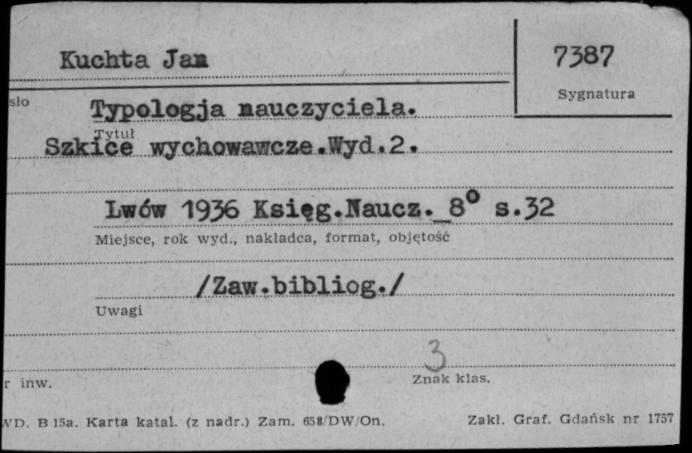 Kuchta Jan
7387
Sygnatura
sło
Typologja nauczyciela.
Tytuł
Szkice wychowawcze.Wyd.2.
Lwów 1936 Księg.Naucz. 8° s.32
Miejsce, rok wyd., nakładca, format, objętość
/Zaw.bibliog./
Uwagi
3
r inw.
Znak klas.
WD. B 15a. Karta katal. (z nadr.) Zam. 658/DW/On.
Zakł. Graf. Gdańsk nr 1757